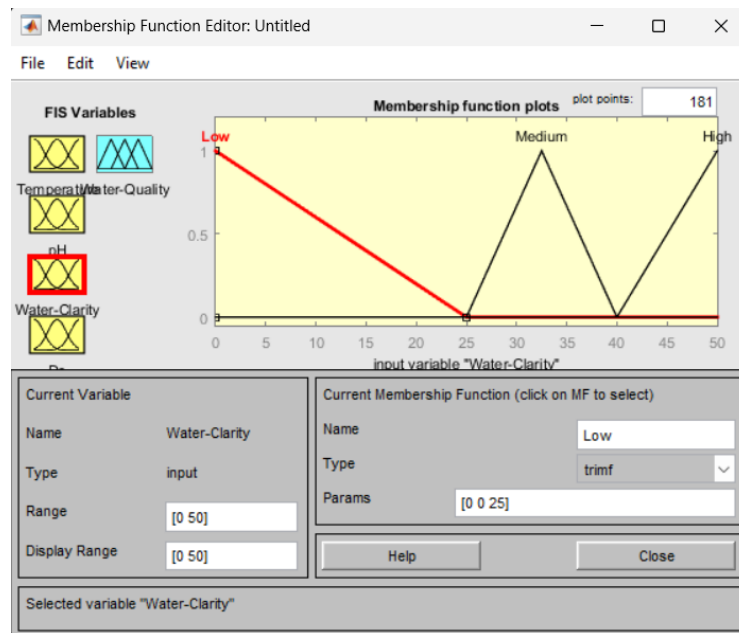 Membership Function Editor: Untitled
File Edit View
FIS Variables
Membership function plots
plot points: 181
Low Medium High
1
0.5
0
0 5 10 15 20 25 30 35 40 45 50
input variable "Water-Clarity"
Temperature
Water-Quality
pH
Water-Clarity
Current Variable
Name Water-Clarity
Type input
Range [0 50]
Display Range [0 50]
Current Membership Function (click on MF to select)
Name Low
Type trimf
Params [0 0 25]
Help Close
Selected variable "Water-Clarity"